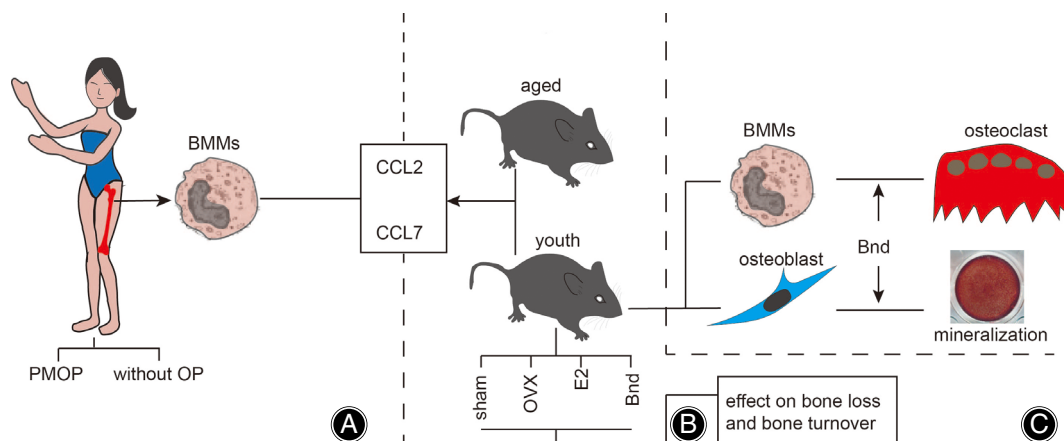 BMMs
PMOP
without OP
A
CCL2
CCL7
aged
youth
sham
OVX
E2
Bnd
B
BMMs
osteoclast
Bnd
osteoblast
mineralization
effect on bone loss
and bone turnover
C